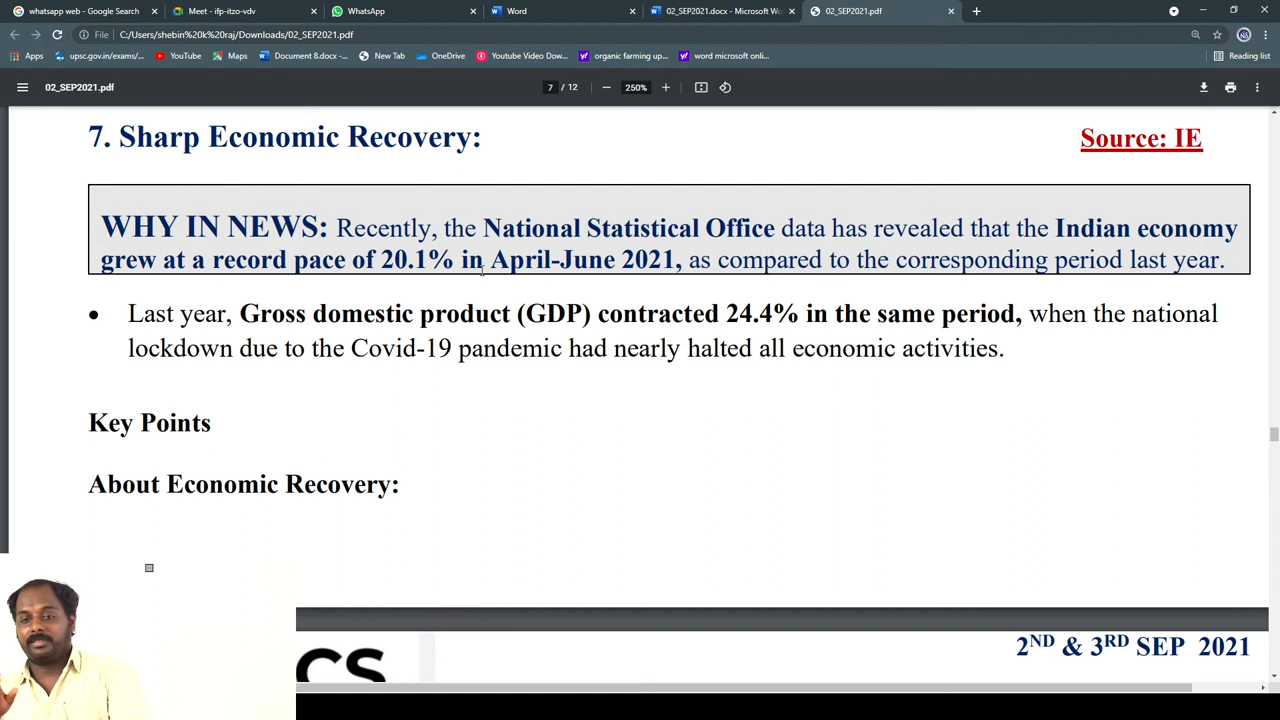 whatsapp web - Google Search
Meet - ifp-itzo-vdv
WhatsApp
Word
02_SEP2021.docx - Microsoft Wo
02_SEP2021.pdf
File
C:/Users/shebin%20k%20raj/Downloads/02_SEP2021.pdf
Apps
upsc.gov.in/exams/...
YouTube
Maps
Document &.docx -...
New Tab
OneDrive
Youtube Video Dow...
organic farming up...
word microsoft onli...
Reading list
02_SEP2021.pdf
7 / 12
250%
7. Sharp Economic Recovery:
Source: IE
WHY IN NEWS: Recently, the National Statistical Office data has revealed that the Indian economy
grew at a record pace of 20.1% in April-June 2021, as compared to the corresponding period last year.
• Last year, Gross domestic product (GDP) contracted 24.4% in the same period, when the national
lockdown due to the Covid-19 pandemic had nearly halted all economic activities.
Key Points
About Economic Recovery:
CS
2ND & 3RD SEP 2021